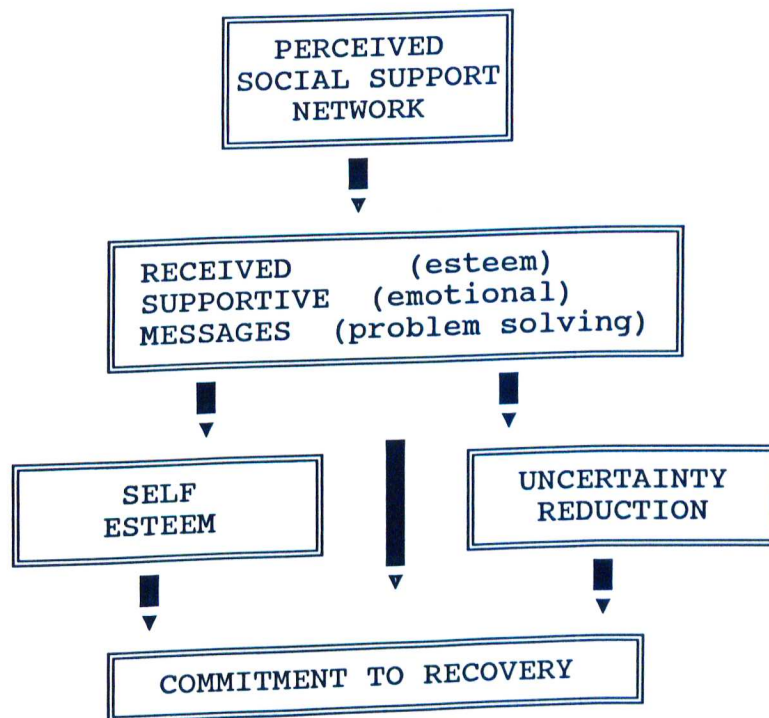 PERCEIVED
SOCIAL SUPPORT
NETWORK
RECEIVED (esteem)
SUPPORTIVE (emotional)
MESSAGES (problem solving)
SELF
ESTEEM
UNCERTAINTY
REDUCTION
COMMITMENT TO RECOVERY